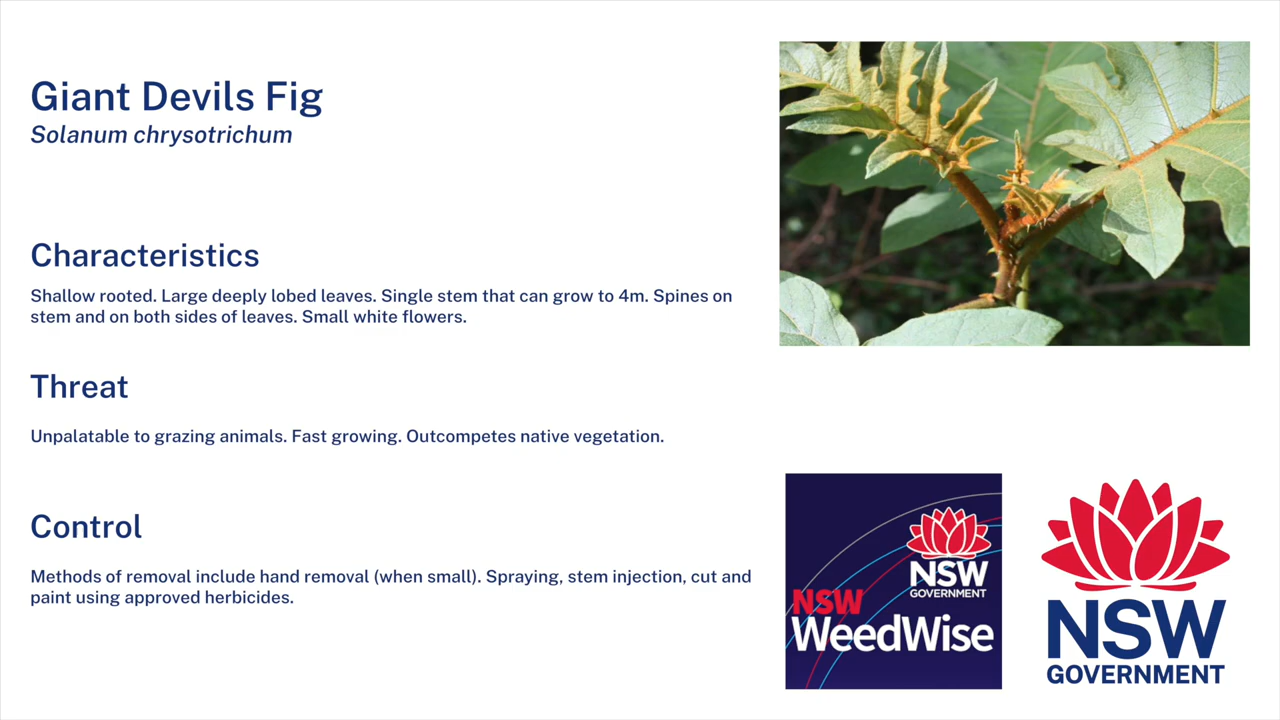 Giant Devils Fig
Solanum chrysotrichum
Characteristics
Shallow rooted. Large deeply lobed leaves. Single stem that can grow to 4m. Spines on
stem and on both sides of leaves. Small white flowers.
Threat
Unpalatable to grazing animals. Fast growing. Outcompetes native vegetation.
Control
Methods of removal include hand removal (when small). Spraying, stem injection, cut and
paint using approved herbicides.
NSW
GOVERNMENT
NSW
WeedWise
NSW
GOVERNMENT